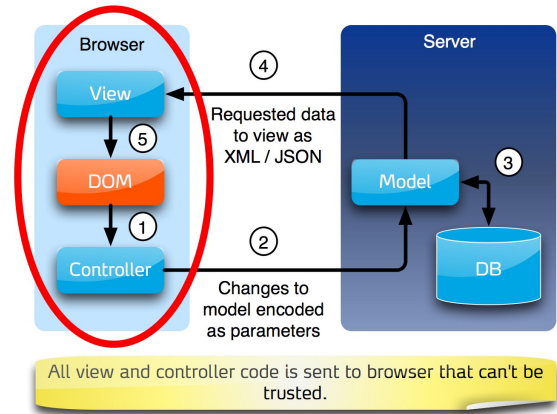 Browser
Server
4
View
Requested data
to view as
XML / JSON
5
3
DOM
Model
1
2
Controller
DB
Changes to
model encoded
as parameters
All view and controller code is sent to browser that can't be
trusted.